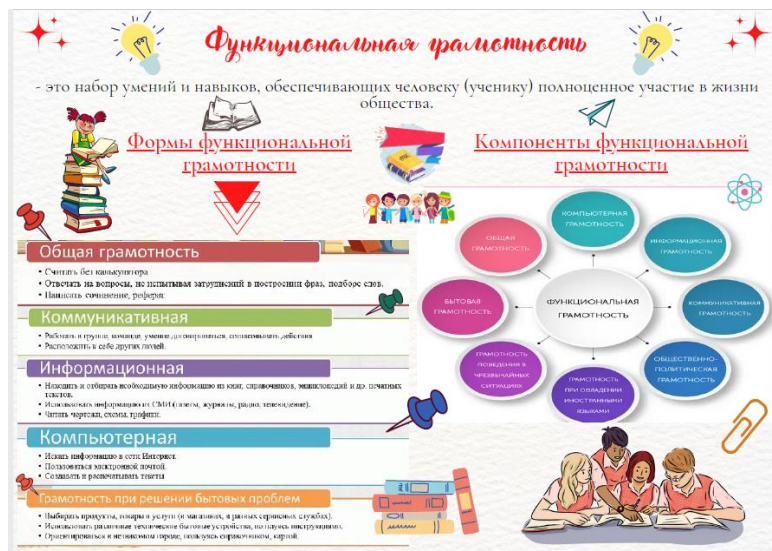 Функциональная грамотность
- это набор умений и навыков, обеспечивающих человеку (ученику) полноценное участие в жизни
общества.
Формы функциональной
грамотности
Общая грамотность
• Считать без калькулятора
• Отвечать на вопросы, не испытывая затруднений в построении фраз, подборе слов.
• Написать сочинение, реферат
Коммуникативная
• Работать в группе, команде, умение договориться, согласовывать действия
• Расположить к себе других людей.
Информационная
• Находить и отбирать необходимую информацию из книг, справочников, энциклопедий и др. печатных
текстов.
• Использовать информацию из СМИ (газеты, журналы, радио, телевидение).
• Читать чертежи, схемы, графики.
Компьютерная
• Искать информацию в сети Интернет.
• Пользоваться электронной почтой.
• Создавать и распечатывать тексты
Грамотность при решении бытовых проблем
• Выбирать продукты, товары и услуги (в магазинах, в разных сервисных службах).
• Использовать различные технические бытовые устройства, пользуясь инструкциями.
• Ориентироваться в незнакомом городе, пользуясь справочником, картой.
Компоненты функциональной
грамотности
КОМПЬЮТЕРНАЯ
ГРАМОТНОСТЬ
ОБЩАЯ
ГРАМОТНОСТЬ
ИНФОРМАЦИОННАЯ
ГРАМОТНОСТЬ
БЫТОВАЯ
ГРАМОТНОСТЬ
ФУНКЦИОНАЛЬНАЯ
ГРАМОТНОСТЬ
КОММУНИКАТИВНАЯ
ГРАМОТНОСТЬ
ГРАМОТНОСТЬ
ПОВЕДЕНИЯ В
ЧРЕЗВЫЧАЙНЫХ
СИТУАЦИЯХ
ГРАМОТНОСТЬ
ПРИ ОВЛАДЕНИИ
ИНОСТРАННЫМИ
ЯЗЫКАМИ
ОБЩЕСТВЕННО-
ПОЛИТИЧЕСКАЯ
ГРАМОТНОСТЬ